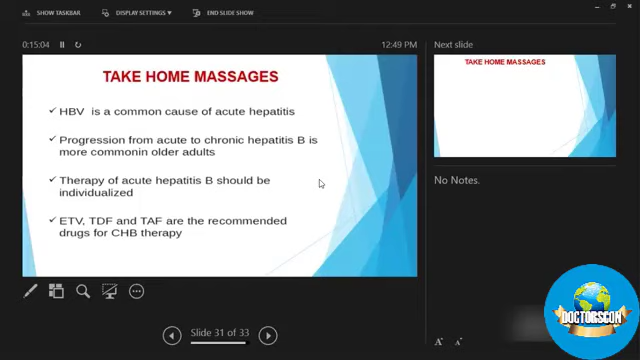 SHOW TASKBAR
DISPLAY SETTINGS ▾
END SLIDE SHOW
0:15:04
12:49 PM
Next slide
TAKE HOME MASSAGES
✓ HBV is a common cause of acute hepatitis
✓ Progression from acute to chronic hepatitis B is
more commonin older adults
✓ Therapy of acute hepatitis B should be
individualized
✓ ETV, TDF and TAF are the recommended
drugs for CHB therapy
TAKE HOME MASSAGES
No Notes.
Slide 31 of 33
A A
DOCTORSCON